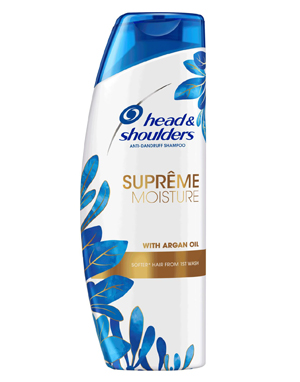 head&
shoulders
ANTI-DANDRUFF SHAMPOO
SUPRÊME
MOISTURE
WITH ARGAN OIL
SOFTER HAIR FROM 1ST WASH